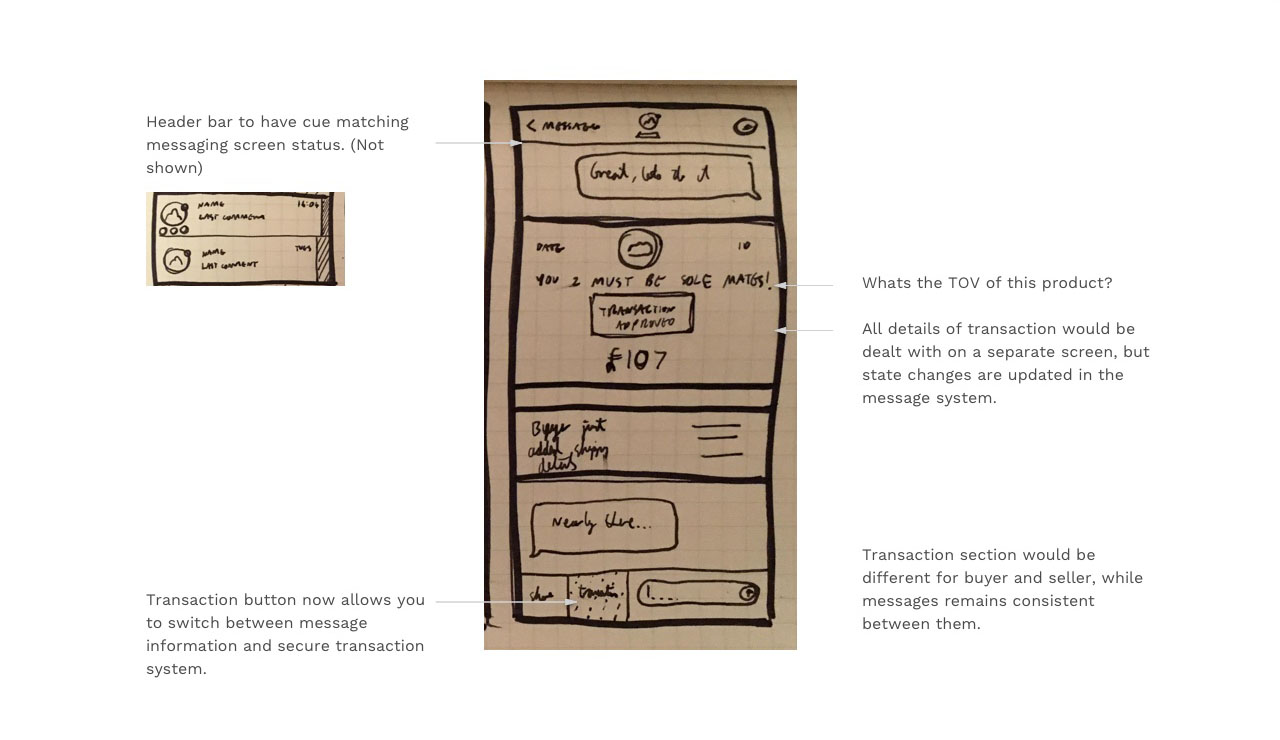 Header bar to have cue matching
messaging screen status. (Not
shown)
NAME 16:04
LAST COMMENT
NAME TUES
LAST COMMENT
< MESSAGES
Great, lets do it
DATE 10
YOU 2 MUST BE SOLE MATES!
TRANSACTION
APPROVED
£107
Buyer just
added shipping
details
Nearly there...
share transaction
Whats the TOV of this product?
All details of transaction would be
dealt with on a separate screen, but
state changes are updated in the
message system.
Transaction section would be
different for buyer and seller, while
messages remains consistent
between them.
Transaction button now allows you
to switch between message
information and secure transaction
system.